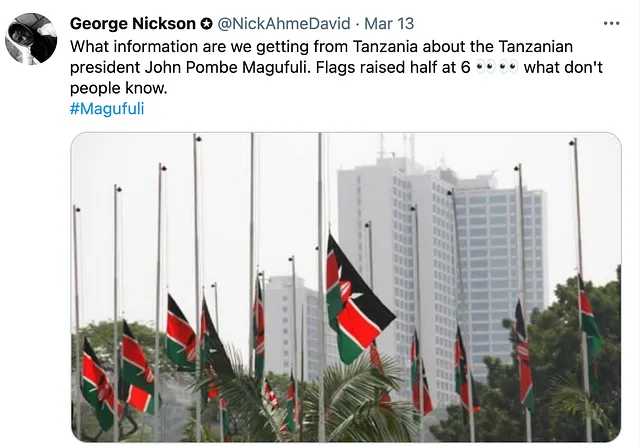 George Nickson ✪ @NickAhmeDavid · Mar 13
What information are we getting from Tanzania about the Tanzanian
president John Pombe Magufuli. Flags raised half at 6 👀👀 what don't
people know.
#Magufuli